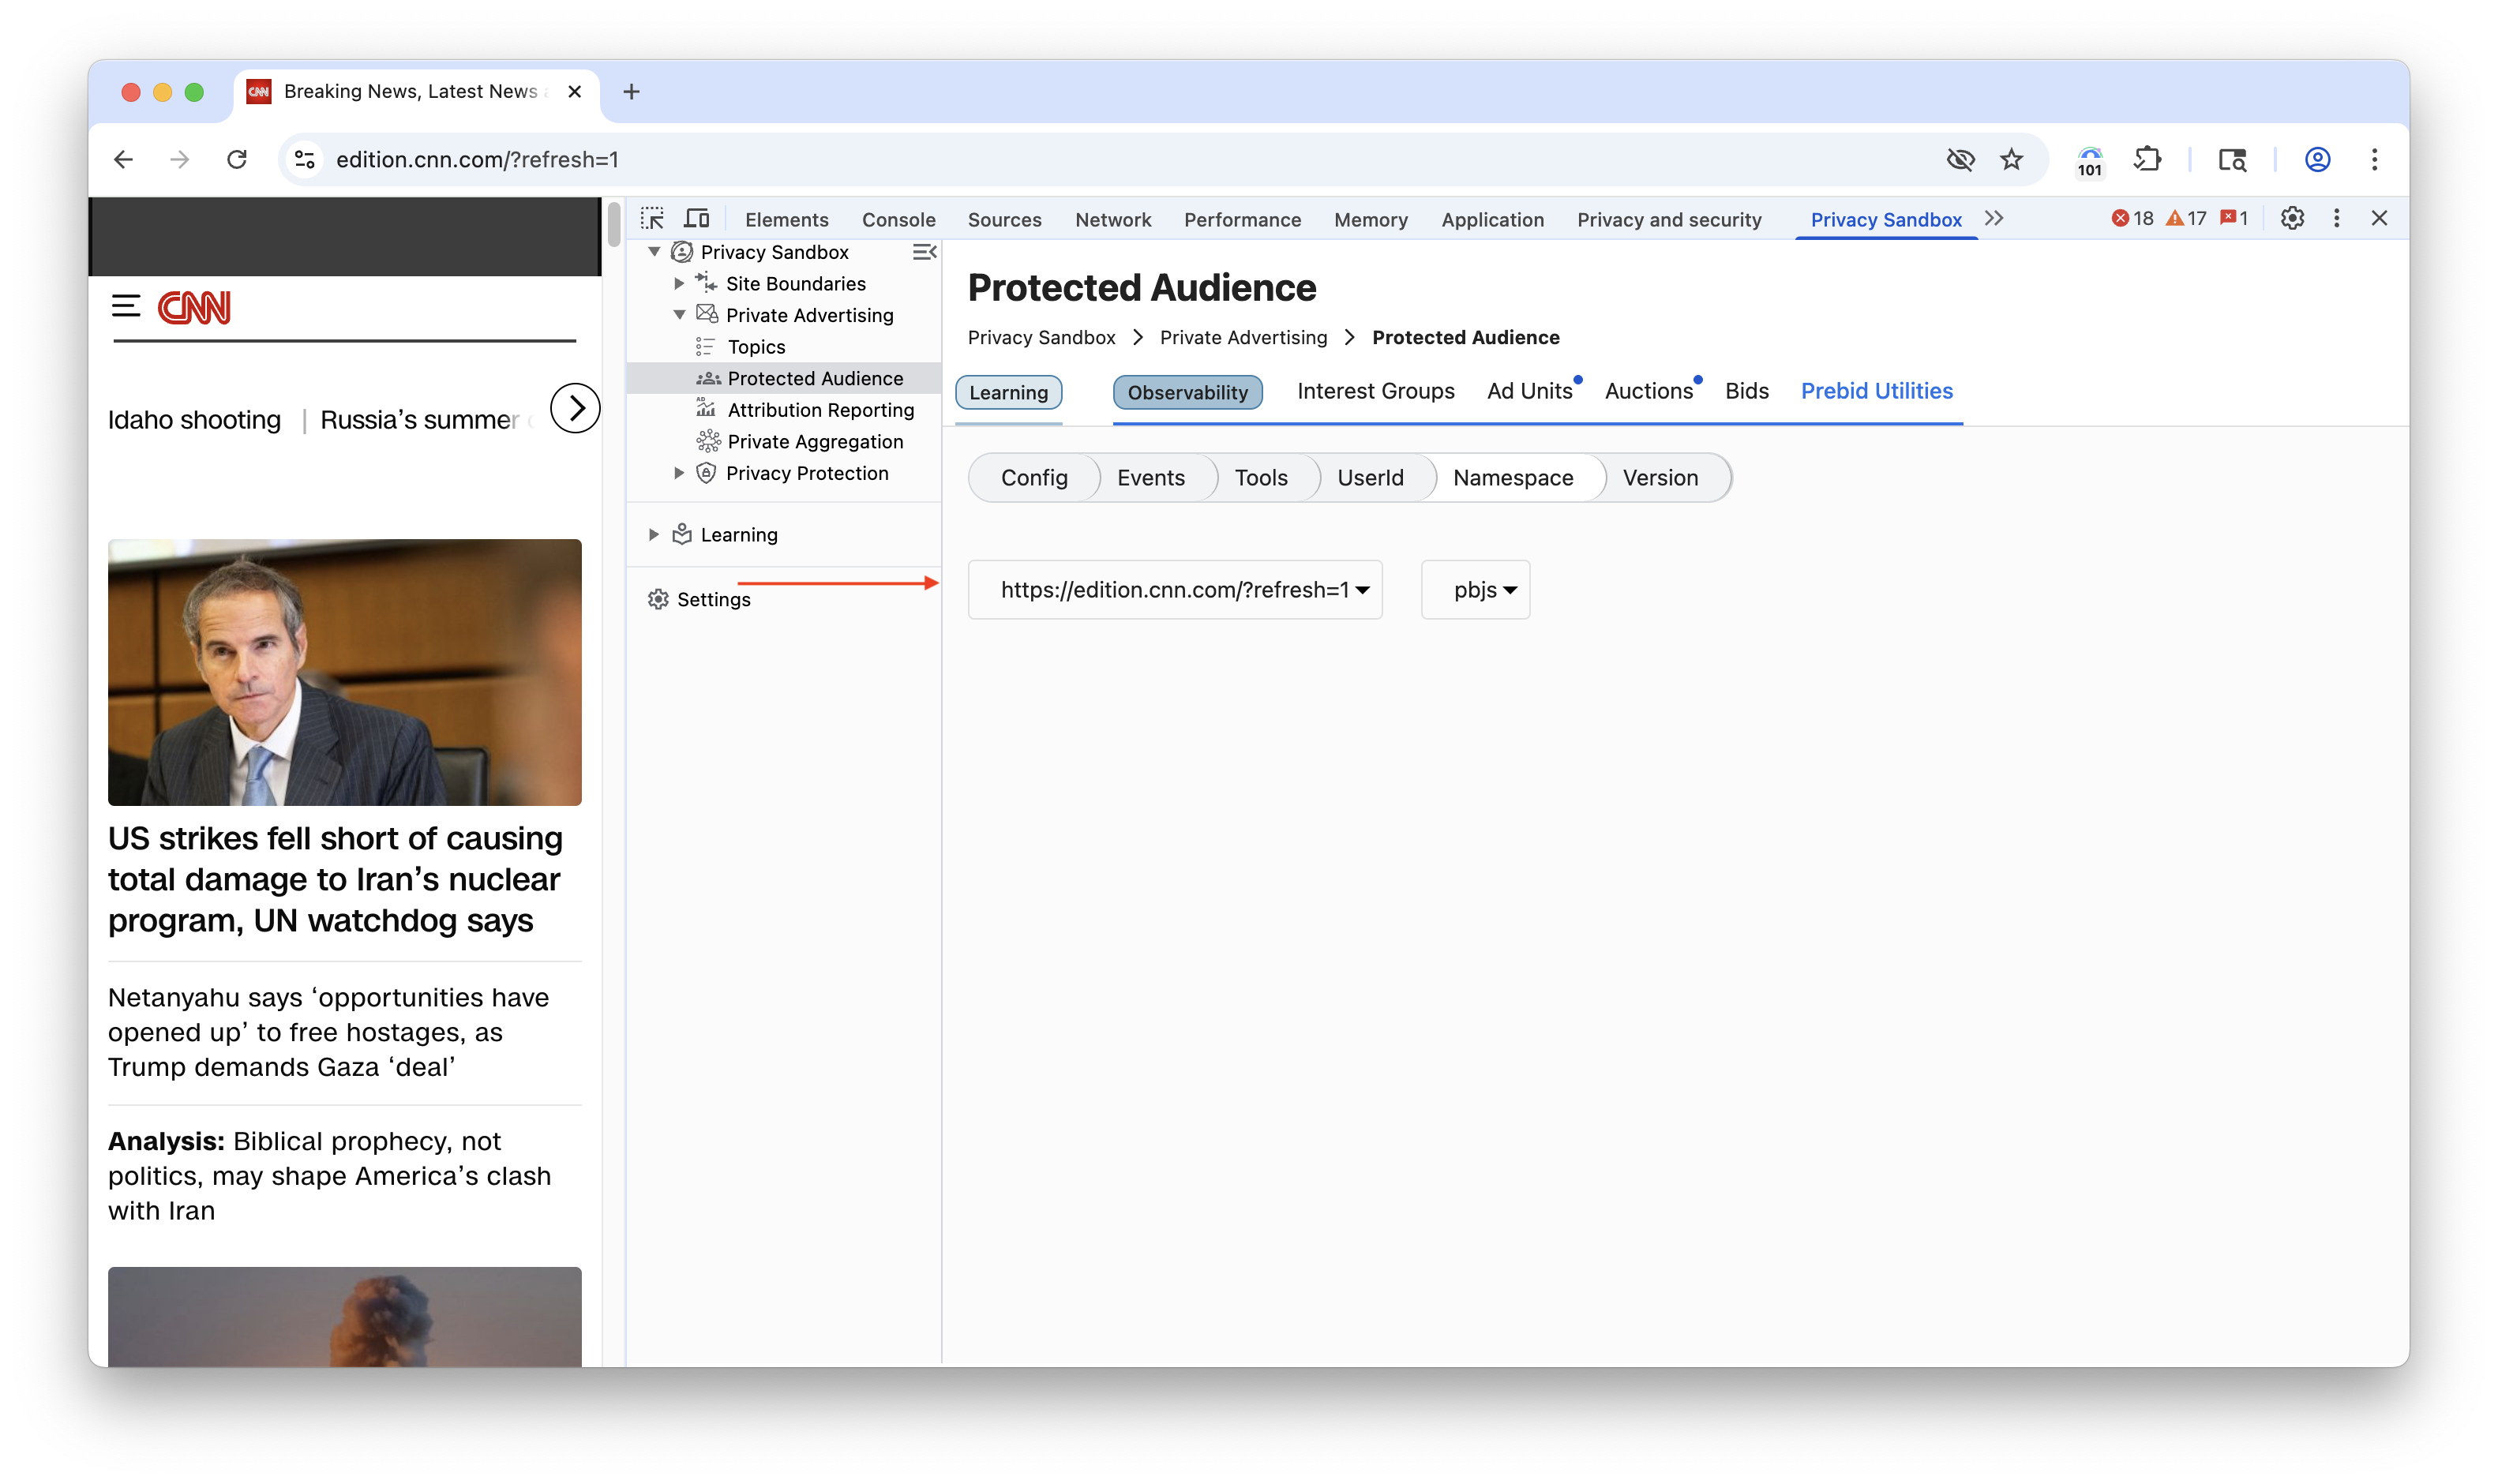 CNN Breaking News, Latest News
edition.cnn.com/?refresh=1
101
CNN
Idaho shooting | Russia’s summer
US strikes fell short of causing
total damage to Iran’s nuclear
program, UN watchdog says
Netanyahu says ‘opportunities have
opened up’ to free hostages, as
Trump demands Gaza ‘deal’
Analysis: Biblical prophecy, not
politics, may shape America’s clash
with Iran
Elements Console Sources Network Performance Memory Application Privacy and security Privacy Sandbox 18 17 1
Privacy Sandbox
Site Boundaries
Private Advertising
Topics
Protected Audience
AD Attribution Reporting
Private Aggregation
Privacy Protection
Learning
Settings
Protected Audience
Privacy Sandbox > Private Advertising > Protected Audience
Learning Observability Interest Groups Ad Units Auctions Bids Prebid Utilities
Config Events Tools UserId Namespace Version
https://edition.cnn.com/?refresh=1 pbjs